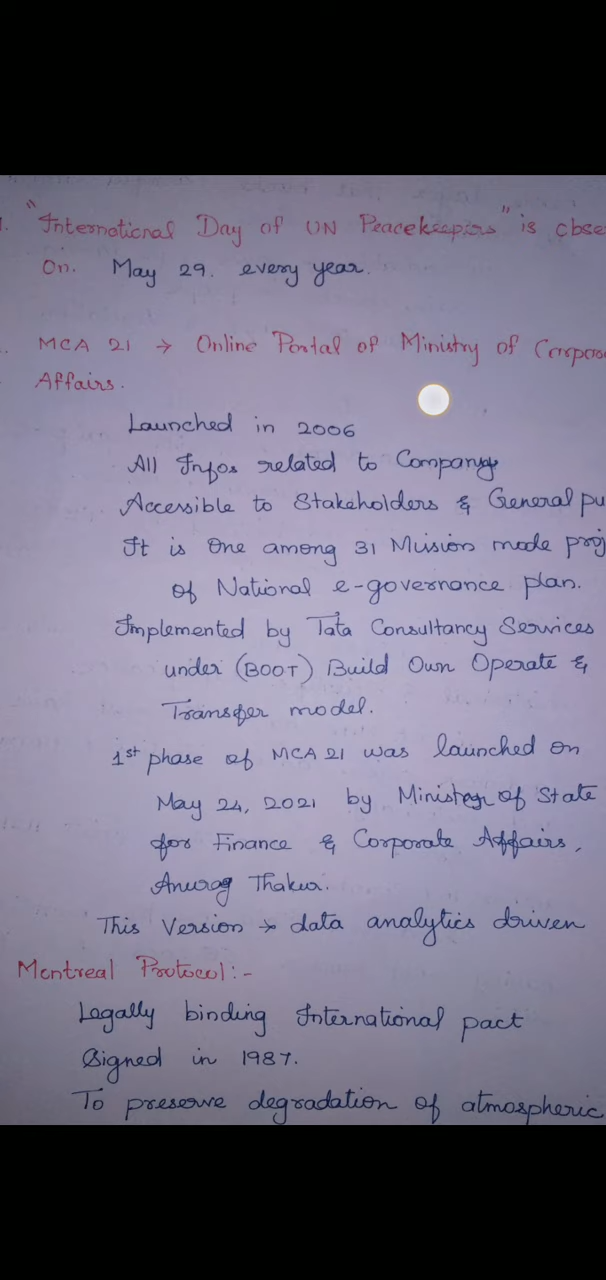 1. "International Day of UN Peacekeepers" is obse
On. May 29. every year.
MCA 21 → Online Portal of Ministry of Corpora
Affairs.
Launched in 2006
All Infos related to Company
Accessible to Stakeholders & General pu
It is One among 31 Mission mode proj
of National e-governance plan.
Implemented by Tata Consultancy Services
under (BOOT) Build Own Operate &
Transfer model.
1st phase of MCA 21 was launched on
May 24, 2021 by Minister of State
for Finance & Corporate Affairs,
Anurag Thakur.
This Version → data analytics driven
Montreal Protocol:-
Legally binding International pact
Signed in 1987.
To preserve degradation of atmospheric